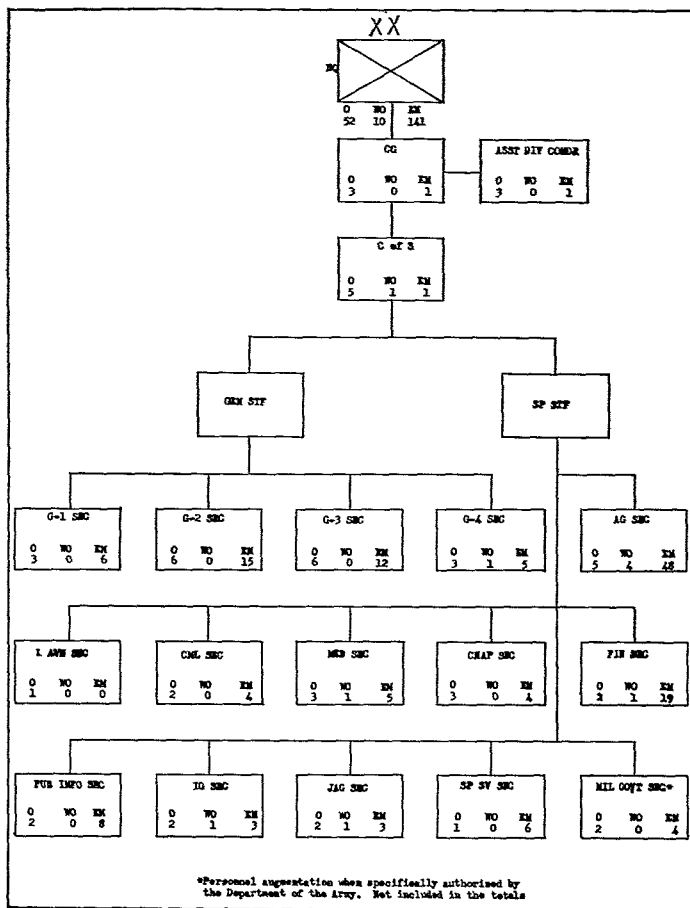 XX
HQ
O WO EM
52 10 141
CG
O WO EM
3 0 1
ASST DIV COMDR
O WO EM
3 0 1
C of S
O WO EM
5 1 1
GEN STF
SP STF
G-1 SEC
O WO EM
3 0 6
G-2 SEC
O WO EM
6 0 15
G-3 SEC
O WO EM
6 0 12
G-4 SEC
O WO EM
3 1 5
AG SEC
O WO EM
5 4 48
L AVN SEC
O WO EM
1 0 0
CML SEC
O WO EM
2 0 4
MED SEC
O WO EM
3 1 5
CHAP SEC
O WO EM
3 0 4
FIN SEC
O WO EM
2 1 19
PUB INFO SEC
O WO EM
2 0 8
IG SEC
O WO EM
2 1 3
JAG SEC
O WO EM
2 1 3
SP SV SEC
O WO EM
1 0 6
MIL GOVT SEC*
O WO EM
2 0 4
*Personnel augmentation when specifically authorized by
the Department of the Army. Not included in the totals